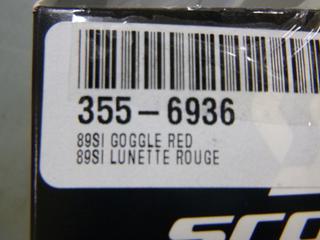 355-6936
89SI GOGGLE RED
89SI LUNETTE ROUGE